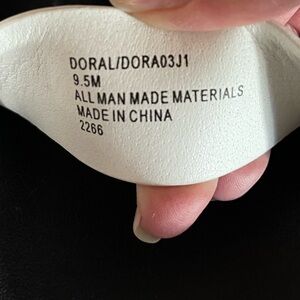 DORAL/DORA03J1
9.5M
ALL MAN MADE MATERIALS
MADE IN CHINA
2266